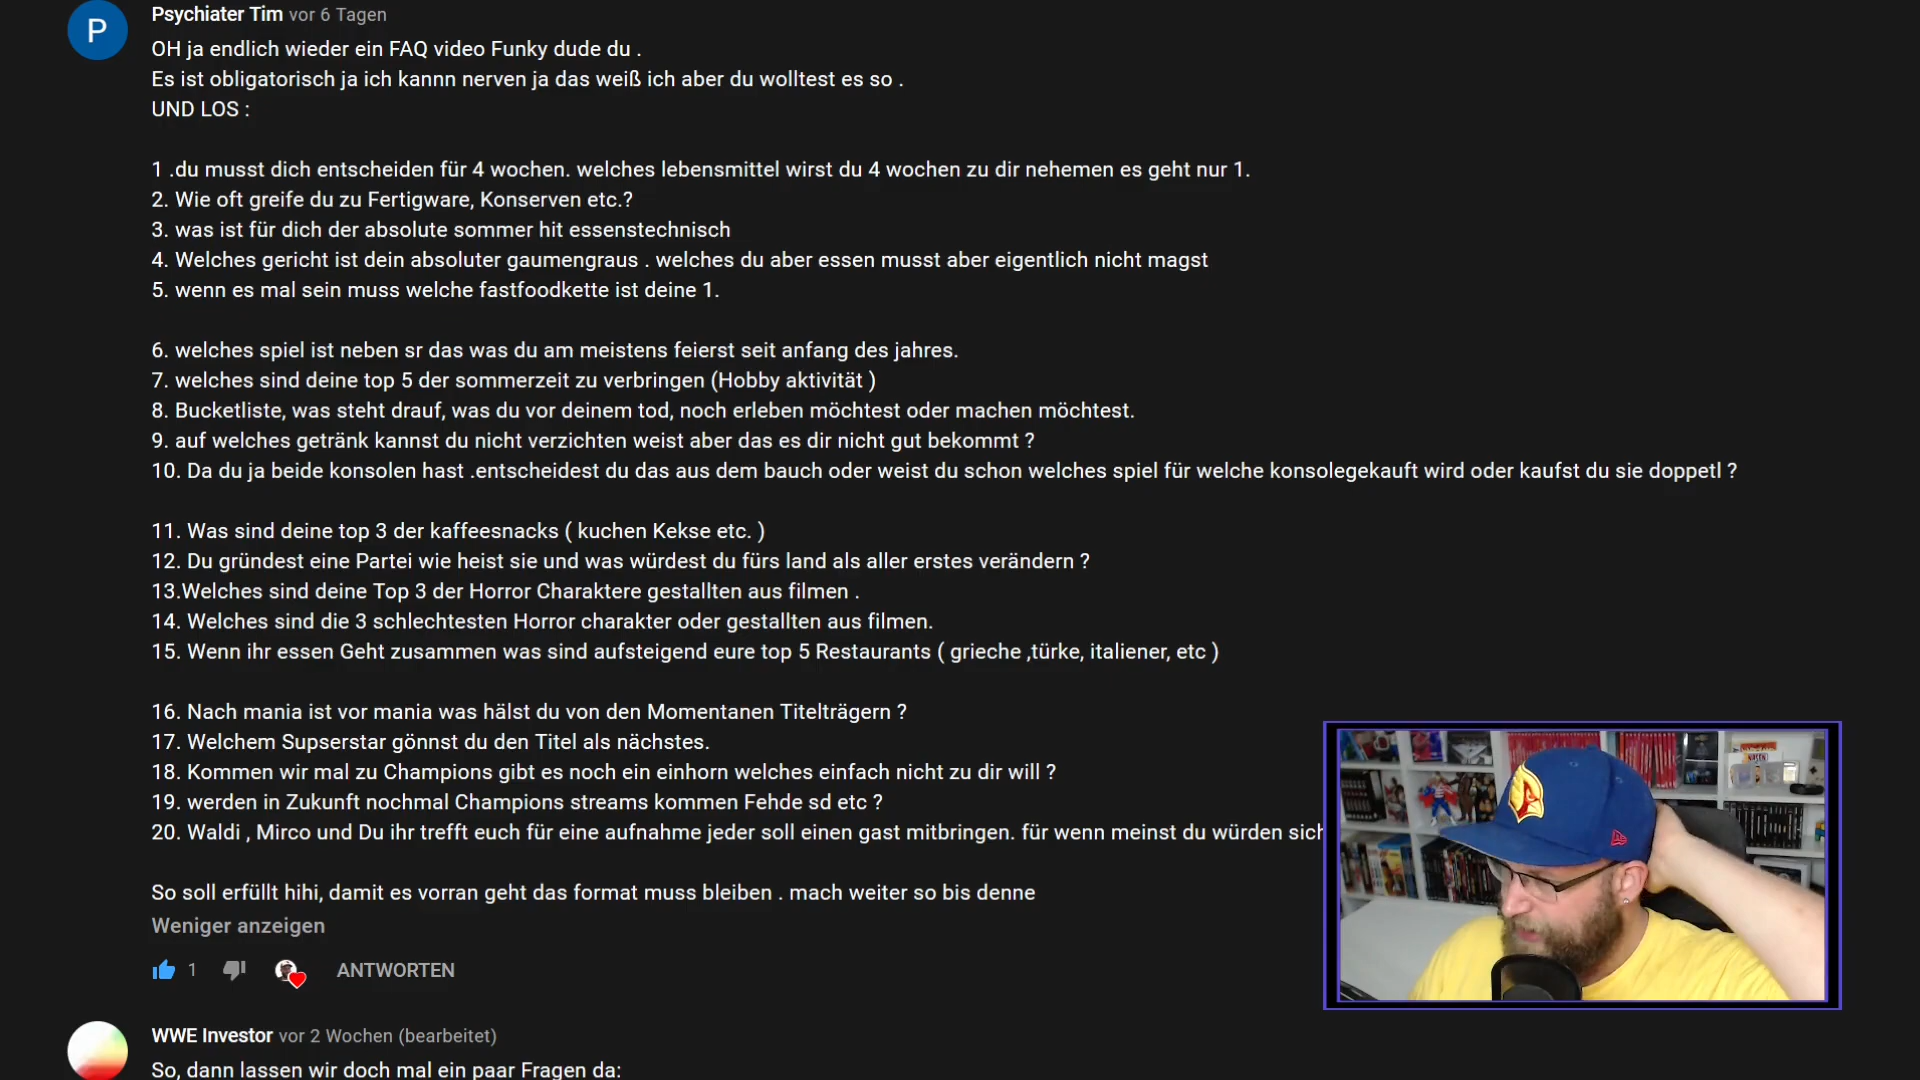 P
Psychiater Tim vor 6 Tagen
OH ja endlich wieder ein FAQ video Funky dude du .
Es ist obligatorisch ja ich kannn nerven ja das weiß ich aber du wolltest es so .
UND LOS :
1 .du musst dich entscheiden für 4 wochen. welches lebensmittel wirst du 4 wochen zu dir nehemen es geht nur 1.
2. Wie oft greife du zu Fertigware, Konserven etc.?
3. was ist für dich der absolute sommer hit essenstechnisch
4. Welches gericht ist dein absoluter gaumengraus . welches du aber essen musst aber eigentlich nicht magst
5. wenn es mal sein muss welche fastfoodkette ist deine 1.
6. welches spiel ist neben sr das was du am meistens feierst seit anfang des jahres.
7. welches sind deine top 5 der sommerzeit zu verbringen (Hobby aktivität )
8. Bucketliste, was steht drauf, was du vor deinem tod, noch erleben möchtest oder machen möchtest.
9. auf welches getränk kannst du nicht verzichten weist aber das es dir nicht gut bekommt ?
10. Da du ja beide konsolen hast .entscheidest du das aus dem bauch oder weist du schon welches spiel für welche konsolegekauft wird oder kaufst du sie doppetl ?
11. Was sind deine top 3 der kaffeesnacks ( kuchen Kekse etc. )
12. Du gründest eine Partei wie heist sie und was würdest du fürs land als aller erstes verändern ?
13.Welches sind deine Top 3 der Horror Charaktere gestallten aus filmen .
14. Welches sind die 3 schlechtesten Horror charakter oder gestallten aus filmen.
15. Wenn ihr essen Geht zusammen was sind aufsteigend eure top 5 Restaurants ( grieche ,türke, italiener, etc )
16. Nach mania ist vor mania was hälst du von den Momentanen Titelträgern ?
17. Welchem Supserstar gönnst du den Titel als nächstes.
18. Kommen wir mal zu Champions gibt es noch ein einhorn welches einfach nicht zu dir will ?
19. werden in Zukunft nochmal Champions streams kommen Fehde sd etc ?
20. Waldi , Mirco und Du ihr trefft euch für eine aufnahme jeder soll einen gast mitbringen. für wenn meinst du würden sich
So soll erfüllt hihi, damit es vorran geht das format muss bleiben . mach weiter so bis denne
Weniger anzeigen
1 ANTWORTEN
WWE Investor vor 2 Wochen (bearbeitet)
So, dann lassen wir doch mal ein paar Fragen da: